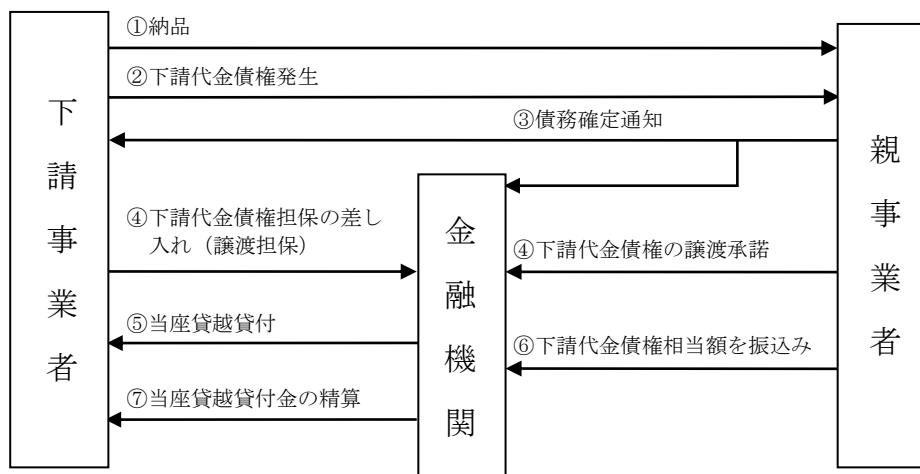 ①納品
②下請代金債権発生
③債務確定通知
下請事業者
親事業者
金融機関
④下請代金債権担保の差し
入れ（譲渡担保）
④下請代金債権の譲渡承諾
⑤当座貸越貸付
⑥下請代金債権相当額を振込み
⑦当座貸越貸付金の精算